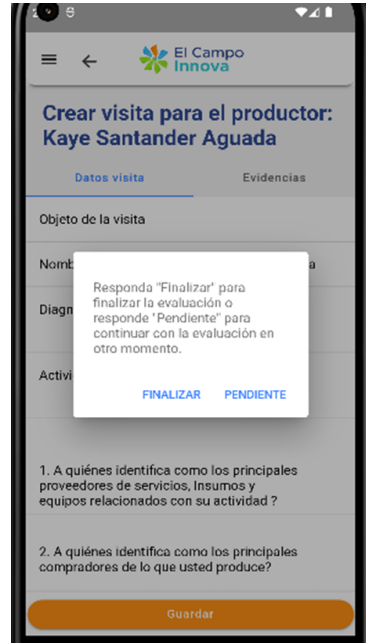 El Campo
Innova
Crear visita para el productor:
Kaye Santander Aguada
Datos visita
Evidencias
Objeto de la visita
Nomb
a
Diagn
Responda "Finalizar' para
finalizar la evaluación o
responde 'Pendiente" para
continuar con la evaluación en
otro momento.
Activi
FINALIZAR
PENDIENTE
1. A quiénes identifica como los principales
proveedores de servicios, Insumos y
equipos relacionados con su actividad ?
2. A quiénes identifica como los principales
compradores de lo que usted produce?
Guardar